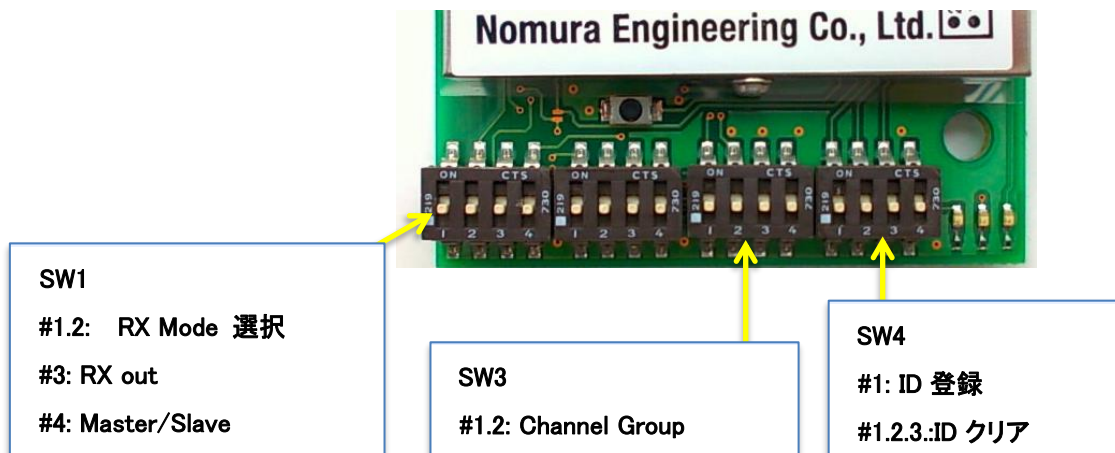 Nomura Engineering Co., Ltd.
ON CTS ON CTS ON CTS ON CTS
219 730 219 730 219 730 219 730
1 2 3 4 1 2 3 4 1 2 3 4 1 2 3 4
SW1
#1.2: RX Mode 選択
#3: RX out
#4: Master/Slave
SW3
#1.2: Channel Group
SW4
#1: ID 登録
#1.2.3.:ID クリア